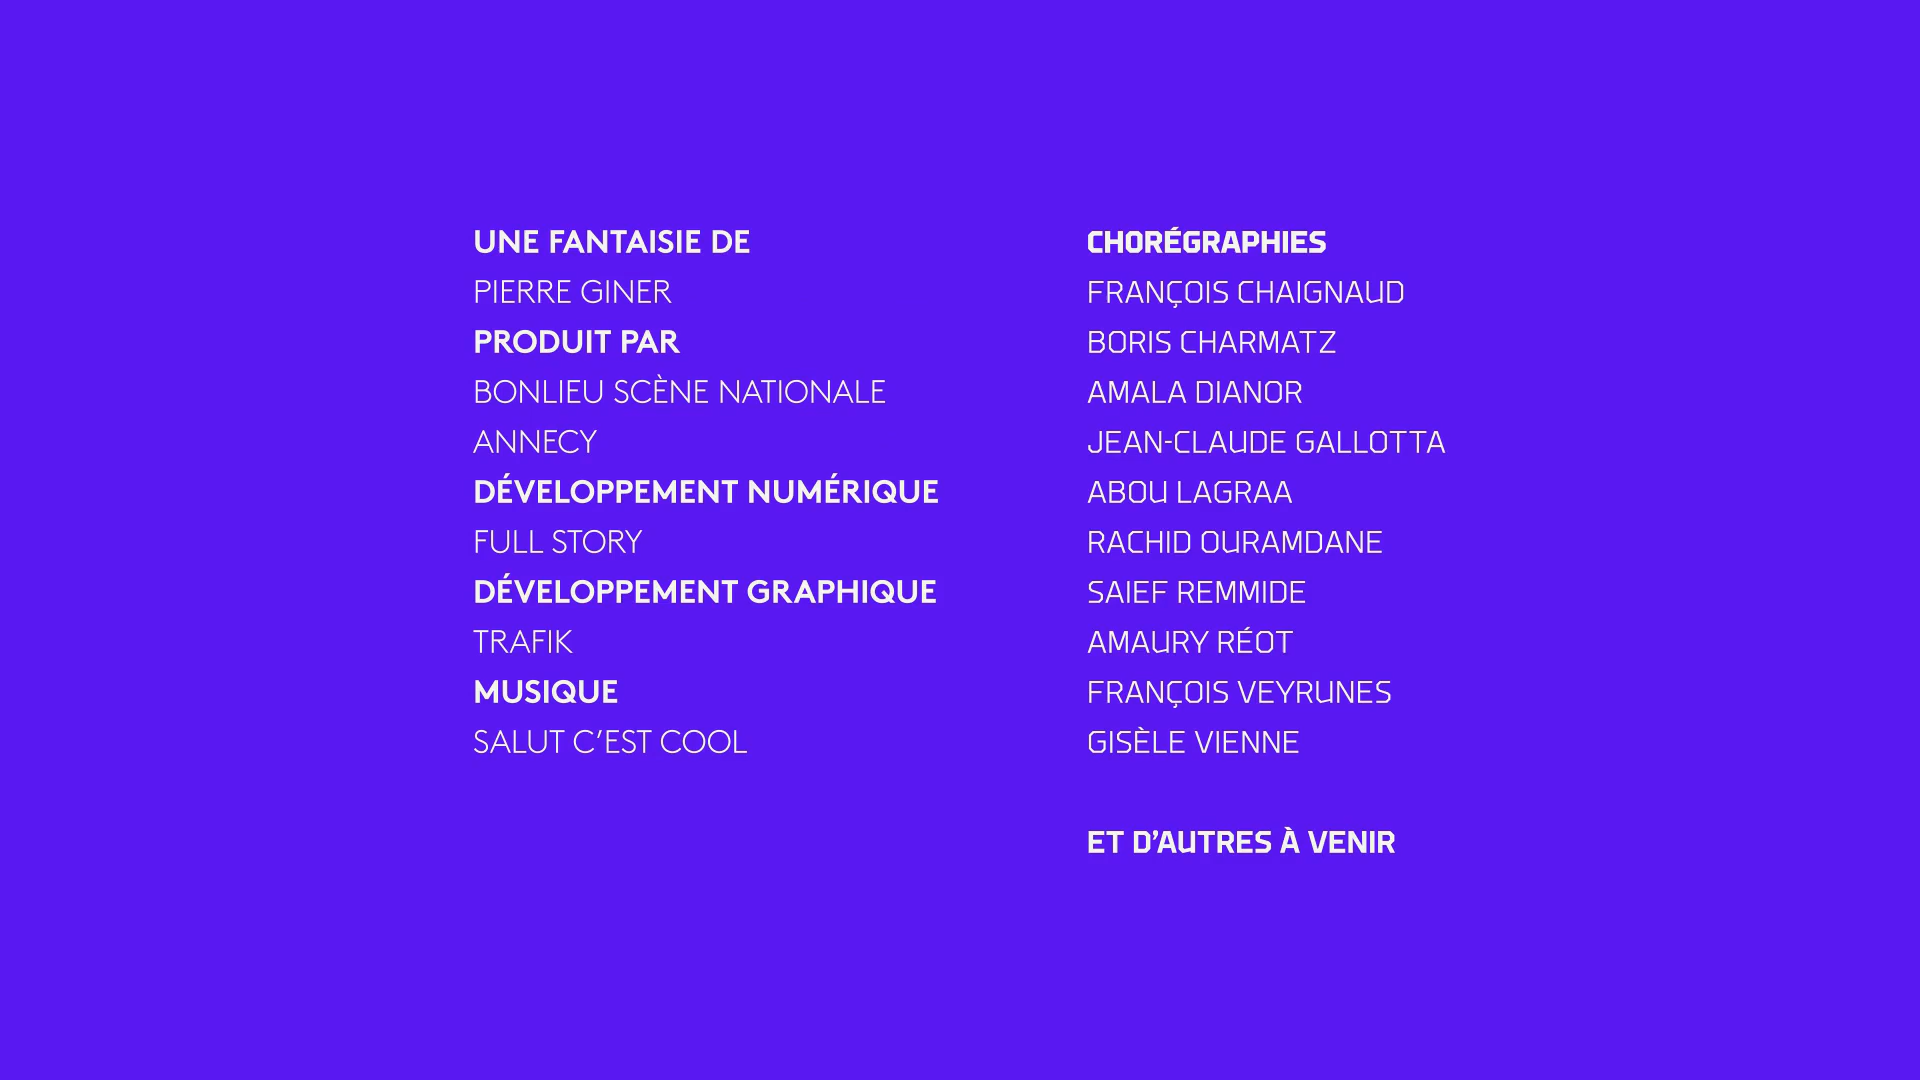 UNE FANTAISIE DE
PIERRE GINER
PRODUIT PAR
BONLIEU SCÈNE NATIONALE
ANNECY
DÉVELOPPEMENT NUMÉRIQUE
FULL STORY
DÉVELOPPEMENT GRAPHIQUE
TRAFIK
MUSIQUE
SALUT C’EST COOL
CHORÉGRAPHIES
FRANÇOIS CHAIGNAUD
BORIS CHARMATZ
AMALA DIANOR
JEAN-CLAUDE GALLOTTA
ABOU LAGRAA
RACHID OURAMDANE
SAIEF REMMIDE
AMAURY RÉOT
FRANÇOIS VEYRUNES
GISÈLE VIENNE
ET D’AUTRES À VENIR